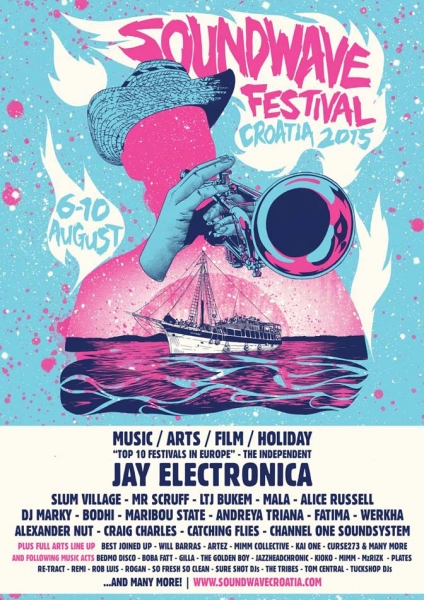 SOUNDWAVE
FESTIVAL
CROATIA 2015
6-10
AUGUST
MUSIC / ARTS / FILM / HOLIDAY
"TOP 10 FESTIVALS IN EUROPE" - THE INDEPENDENT
JAY ELECTRONICA
SLUM VILLAGE - MR SCRUFF - LTJ BUKEM - MALA - ALICE RUSSELL
DJ MARKY - BODHI - MARIBOU STATE - ANDREYA TRIANA - FATIMA - WERKHA
ALEXANDER NUT - CRAIG CHARLES - CATCHING FLIES - CHANNEL ONE SOUNDSYSTEM
PLUS FULL ARTS LINE UP BEST JOINED UP - WILL BARRAS - ARTEZ - MIMM COLLECTIVE - KAI ONE - CURSE273 & MANY MORE
AND FOLLOWING MUSIC ACTS BEDMO DISCO - BOBA FATT - GILLA - THE GOLDEN BOY - JAZZHEADCHRONIC - KIOKO - MIMM - MzRIZK - PLATES
RE-TRACT - REMI - ROB LUIS - ROGAN - SO FRESH SO CLEAN - SURE SHOT DJs - THE TRIBES - TOM CENTRAL - TUCKSHOP DJs
...AND MANY MORE! | WWW.SOUNDWAVECROATIA.COM